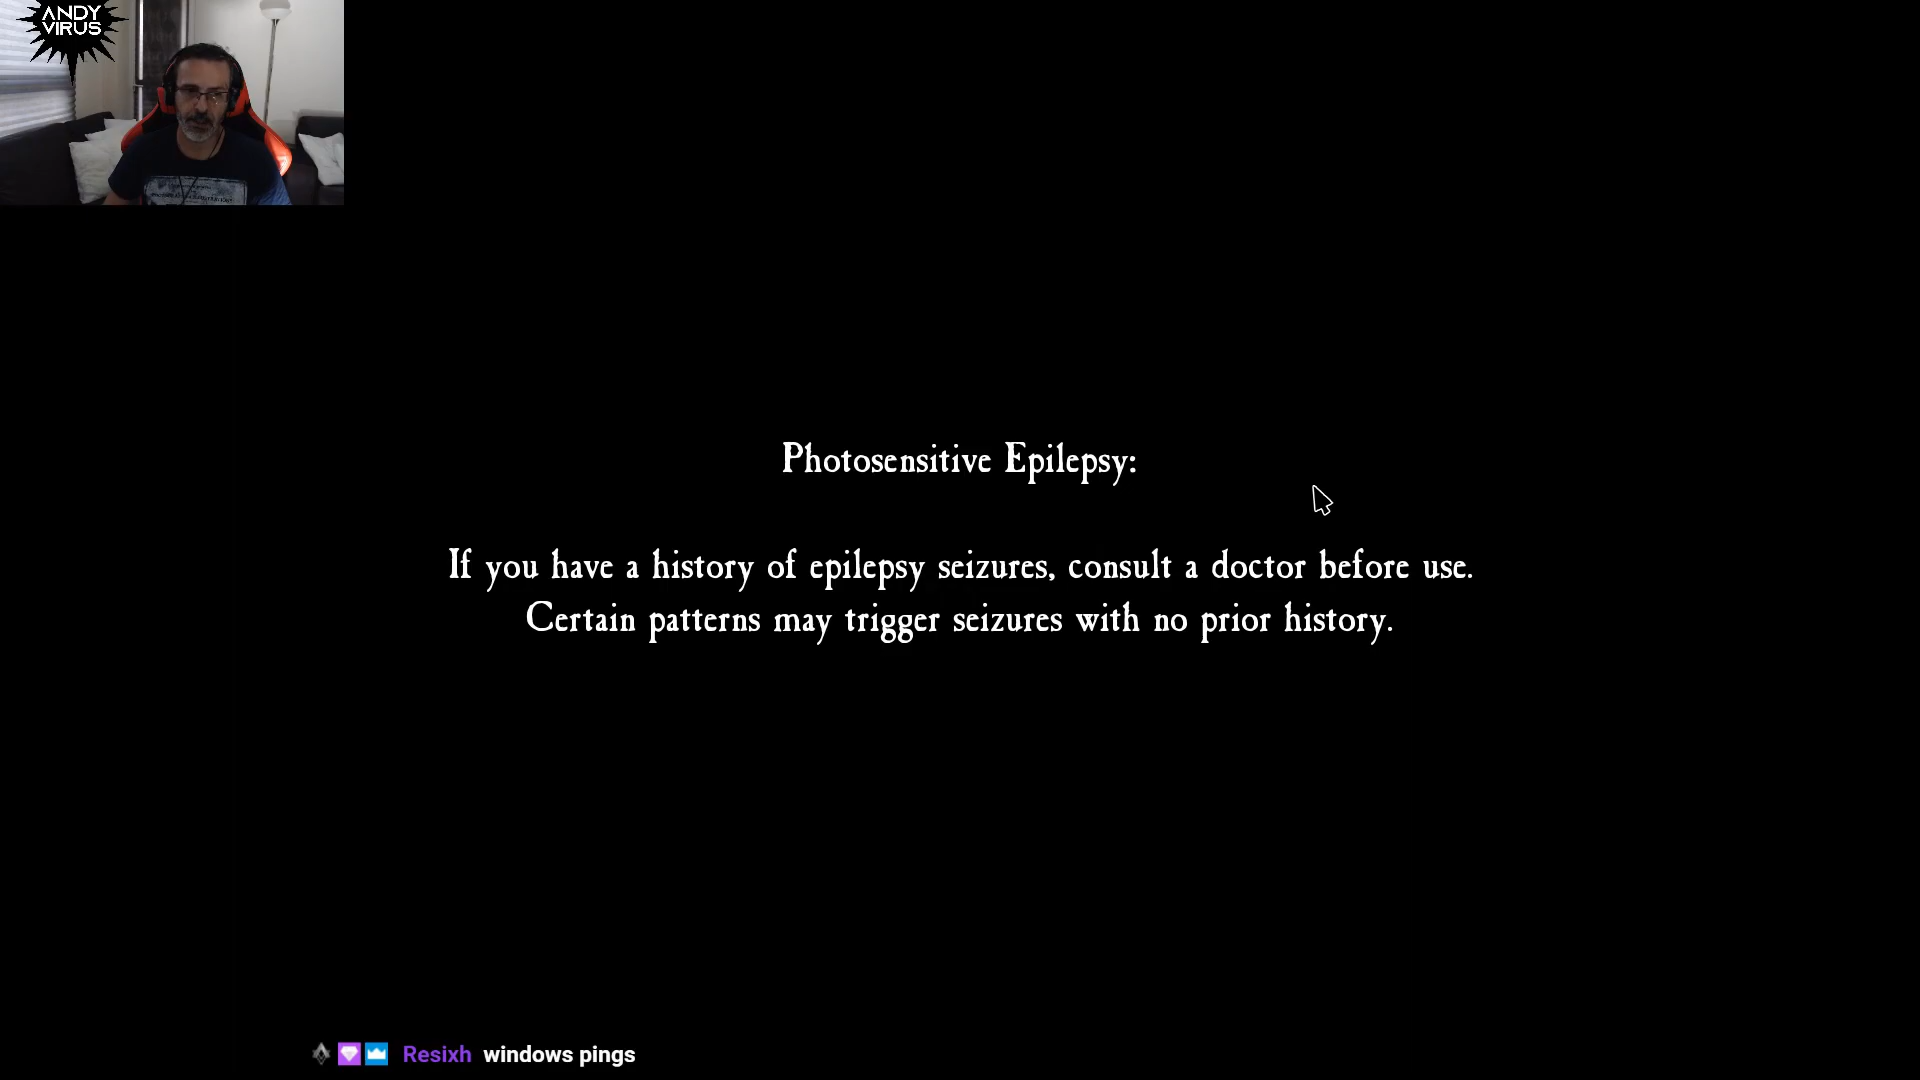 ANDY
VIRUS
Photosensitive Epilepsy:
If you have a history of epilepsy seizures, consult a doctor before use.
Certain patterns may trigger seizures with no prior history.
Resixh windows pings